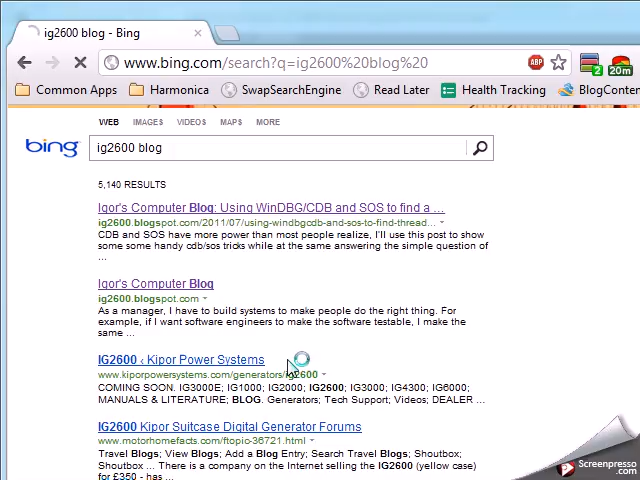 ig2600 blog - Bing
www.bing.com/search?q=ig2600%20blog%20
ABP
2
20m
Common Apps
Harmonica
SwapSearchEngine
Read Later
Health Tracking
BlogConten
WEB
IMAGES
VIDEOS
MAPS
MORE
bing
ig2600 blog
5,140 RESULTS
Igor's Computer Blog: Using WinDBG/CDB and SOS to find a ...
ig2600.blogspot.com/2011/07/using-windbgcdb-and-sos-to-find-thread...
CDB and SOS have more power than most people realize, I'll use this post to show
some some handy cdb/sos tricks while at the same answering the simple question of
...
Igor's Computer Blog
ig2600.blogspot.com
As a manager, I have to build systems to make people do the right thing. For
example, if I want software engineers to make the software testable, I make the
same ...
IG2600 ‹ Kipor Power Systems
www.kiporpowersystems.com/generators/ig2600
COMING SOON. IG3000E; IG1000; IG2000; IG2600; IG3000; IG4300; IG6000;
MANUALS & LITERATURE; BLOG. Generators; Tech Support; Videos; DEALER ...
IG2600 Kipor Suitcase Digital Generator Forums
www.motorhomefacts.com/ftopic-36721.html
Travel Blogs; View Blogs; Add a Blog Entry; Search Travel Blogs; Shoutbox;
Shoutbox ... There is a company on the Internet selling the IG2600 (yellow case)
for £350 - has ...
Screenpresso
.com